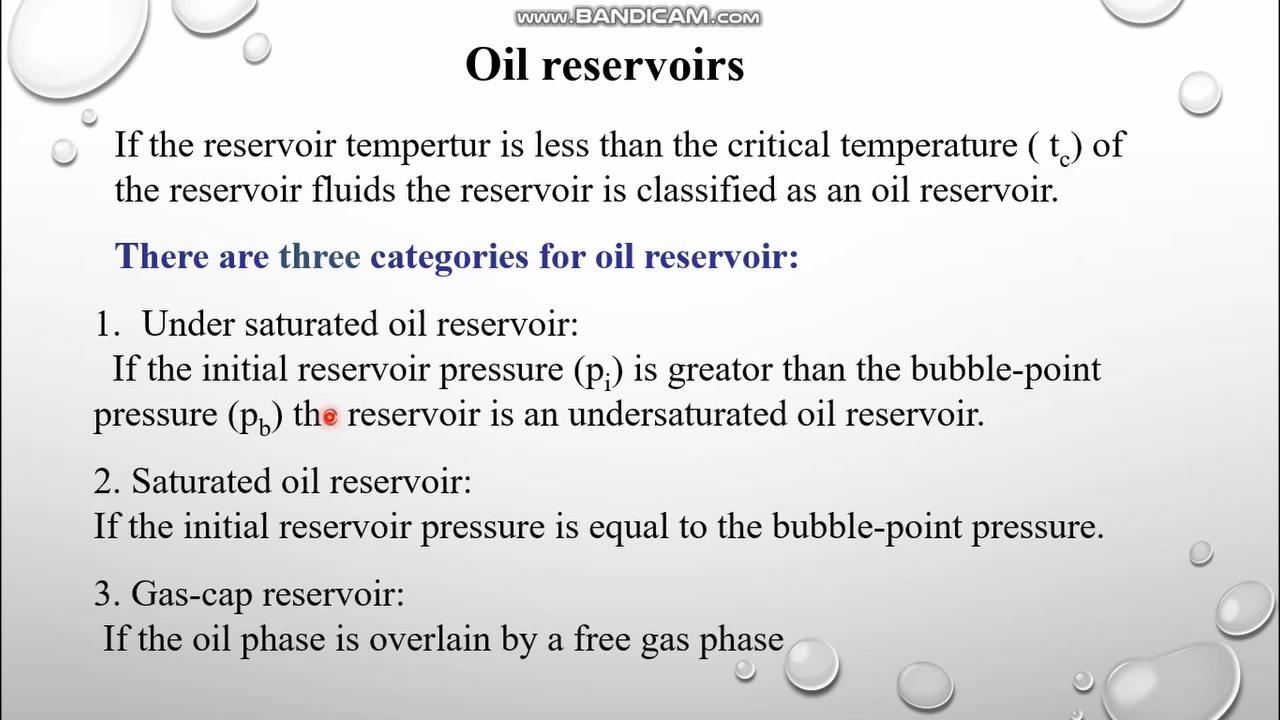 www.BANDICAM.com
Oil reservoirs
If the reservoir tempertur is less than the critical temperature ( tc) of
the reservoir fluids the reservoir is classified as an oil reservoir.
There are three categories for oil reservoir:
1. Under saturated oil reservoir:
If the initial reservoir pressure (pi) is greator than the bubble-point
pressure (pb) the reservoir is an undersaturated oil reservoir.
2. Saturated oil reservoir:
If the initial reservoir pressure is equal to the bubble-point pressure.
3. Gas-cap reservoir:
If the oil phase is overlain by a free gas phase